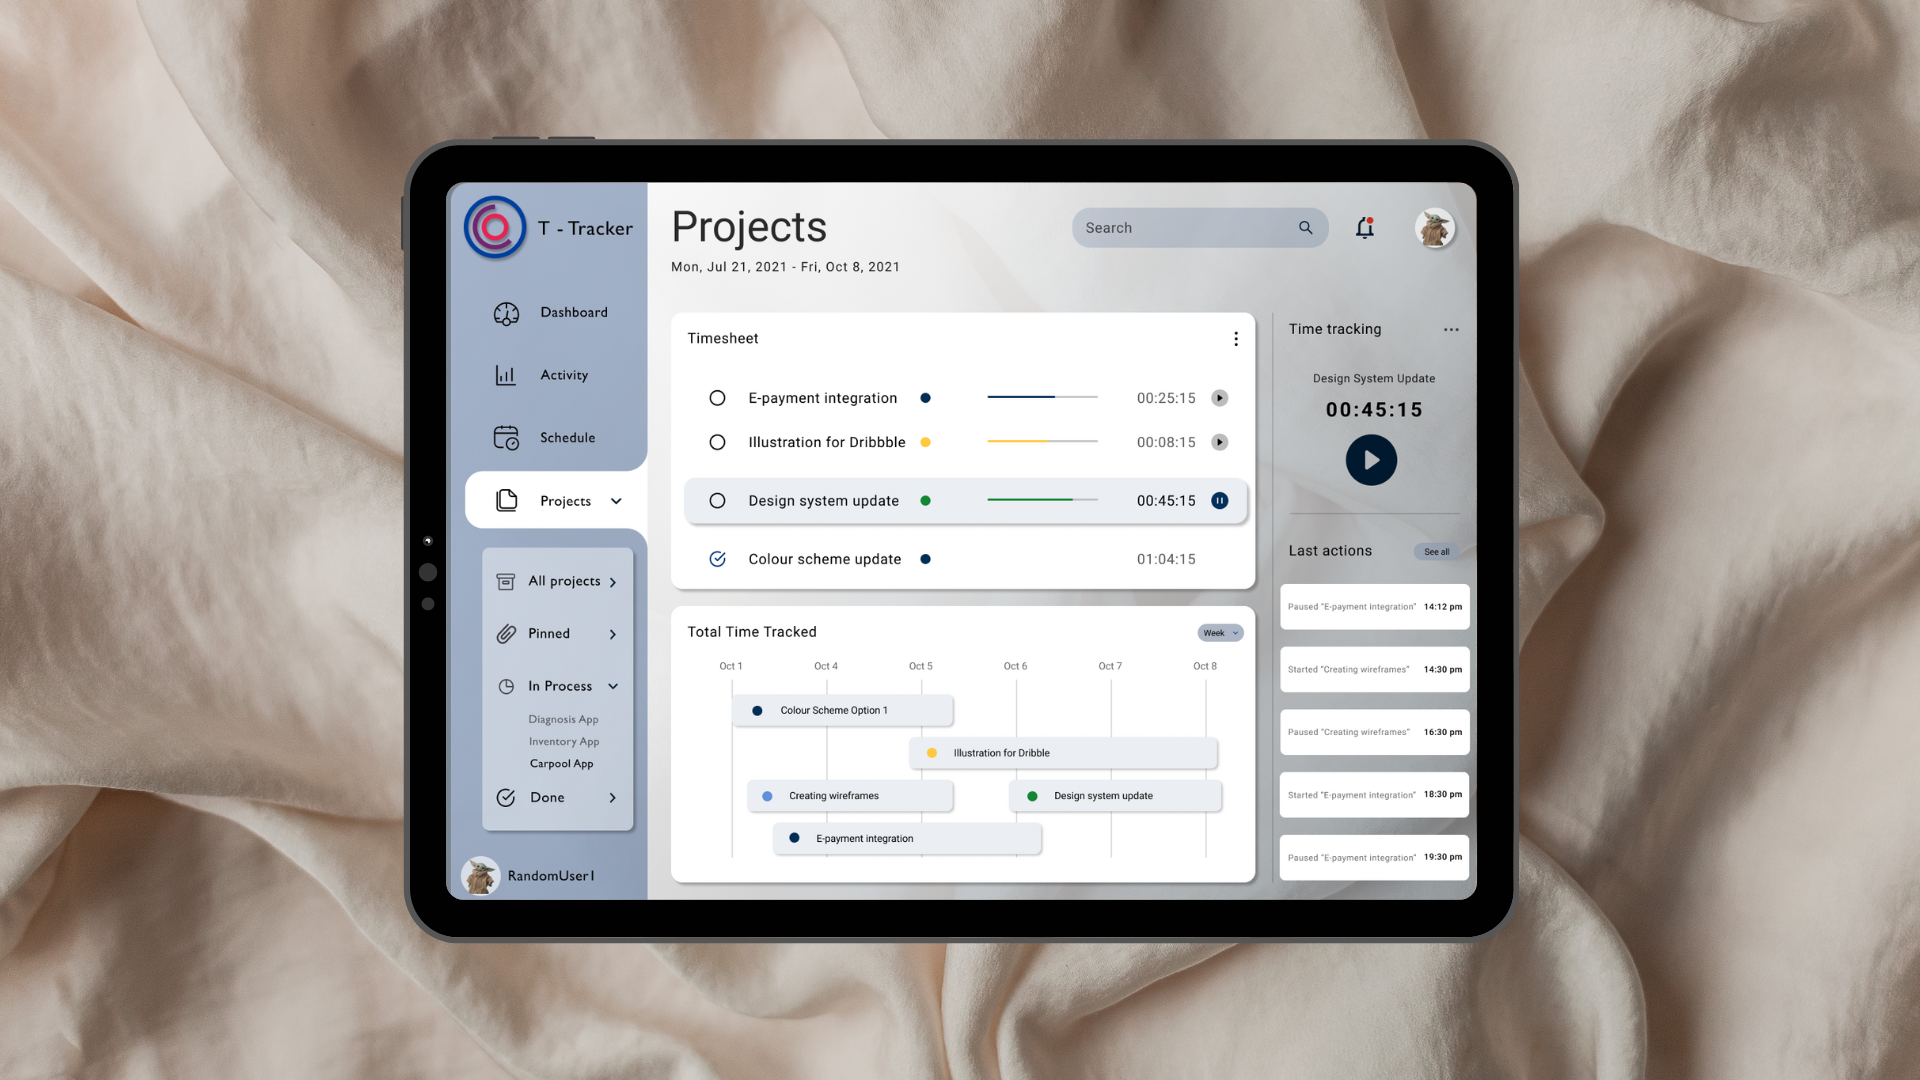 T - Tracker
Dashboard
Activity
Schedule
Projects
All projects
Pinned
In Process
Diagnosis App
Inventory App
Carpool App
Done
RandomUser1
Projects
Mon, Jul 21, 2021 - Fri, Oct 8, 2021
Search
Timesheet
E-payment integration 00:25:15
Illustration for Dribbble 00:08:15
Design system update 00:45:15
Colour scheme update 01:04:15
Total Time Tracked
Week
Oct 1 Oct 4 Oct 5 Oct 6 Oct 7 Oct 8
Colour Scheme Option 1
Illustration for Dribble
Creating wireframes
Design system update
E-payment integration
Time tracking
Design System Update
00:45:15
Last actions
See all
Paused "E-payment integration" 14:12 pm
Started "Creating wireframes" 14:30 pm
Paused "Creating wireframes" 16:30 pm
Started "E-payment integration" 18:30 pm
Paused "E-payment integration" 19:30 pm